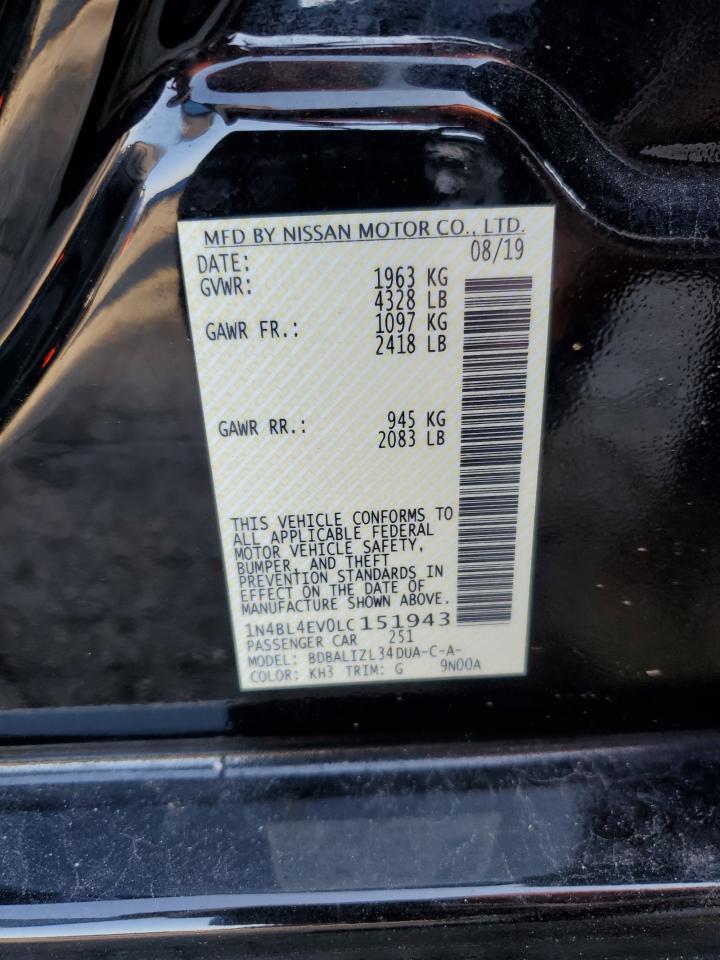 MFD BY NISSAN MOTOR CO., LTD.
DATE: 08/19
GVWR: 1963 KG
4328 LB
GAWR FR.: 1097 KG
2418 LB
GAWR RR.: 945 KG
2083 LB
THIS VEHICLE CONFORMS TO
ALL APPLICABLE FEDERAL
MOTOR VEHICLE SAFETY,
BUMPER, AND THEFT
PREVENTION STANDARDS IN
EFFECT ON THE DATE OF
MANUFACTURE SHOWN ABOVE.
1N4BL4EV0LC151943
PASSENGER CAR 251
MODEL: BDBALIZL34DUA-C-A-
COLOR: KH3 TRIM: G 9N00A